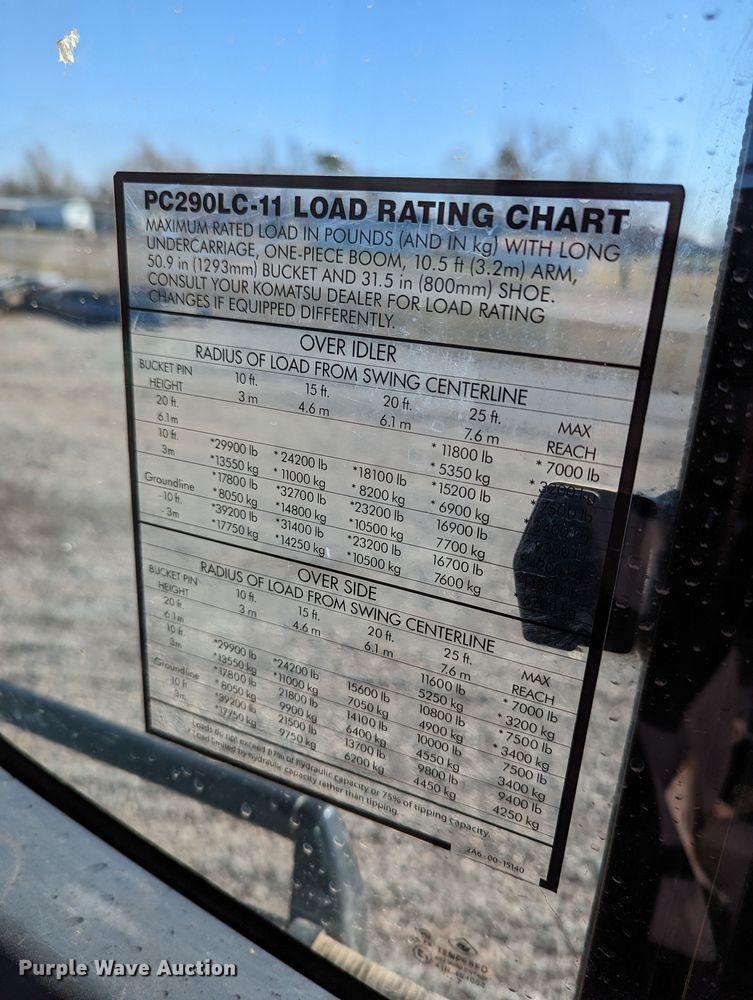 PC290LC-11 LOAD RATING CHART
MAXIMUM RATED LOAD IN POUNDS (AND IN kg) WITH LONG
UNDERCARRIAGE, ONE-PIECE BOOM, 10.5 ft (3.2m) ARM,
50.9 in (1293mm) BUCKET AND 31.5 in (800mm) SHOE.
CONSULT YOUR KOMATSU DEALER FOR LOAD RATING
CHANGES IF EQUIPPED DIFFERENTLY.
OVER IDLER
RADIUS OF LOAD FROM SWING CENTERLINE
BUCKET PIN 10 ft. 15 ft. 20 ft. 25 ft. MAX
HEIGHT 3 m 4.6 m 6.1 m 7.6 m REACH
20 ft. * 11800 lb * 7000 lb
6.1m * 5350 kg * 3200 kg
10 ft. *29900 lb *24200 lb *18100 lb *15200 lb * 7500 lb
3m *13550 kg * 11000 kg * 8200 kg * 6900 kg * 3400 kg
Groundline *17800 lb *32700 lb *23200 lb 16900 lb
* 8050 kg *14800 kg *10500 kg 7700 kg
- 10 ft. *39200 lb *31400 lb *23200 lb 16700 lb
- 3m *17750 kg *14250 kg *10500 kg 7600 kg
OVER SIDE
RADIUS OF LOAD FROM SWING CENTERLINE
BUCKET PIN 10 ft. 15 ft. 20 ft. 25 ft. MAX
HEIGHT 3 m 4.6 m 6.1 m 7.6 m REACH
20 ft. 11600 lb * 7000 lb
6.1m 5250 kg * 3200 kg
10 ft. *29900 lb *24200 lb 15600 lb 10800 lb * 7500 lb
3m *13550 kg *11000 kg 7050 kg 4900 kg * 3400 kg
Groundline *17800 lb 21800 lb 14100 lb 10000 lb 7500 lb
* 8050 kg 9900 kg 6400 kg 4550 kg 3400 kg
10 ft *39200 lb 21500 lb 13700 lb 9800 lb 9400 lb
3m *17750 kg 9750 kg 6200 kg 4450 kg 4250 kg
Loads do not exceed 87% of hydraulic capacity or 75% of tipping capacity.
* Load limited by hydraulic capacity rather than tipping.
2A6-00-15140
Purple Wave Auction